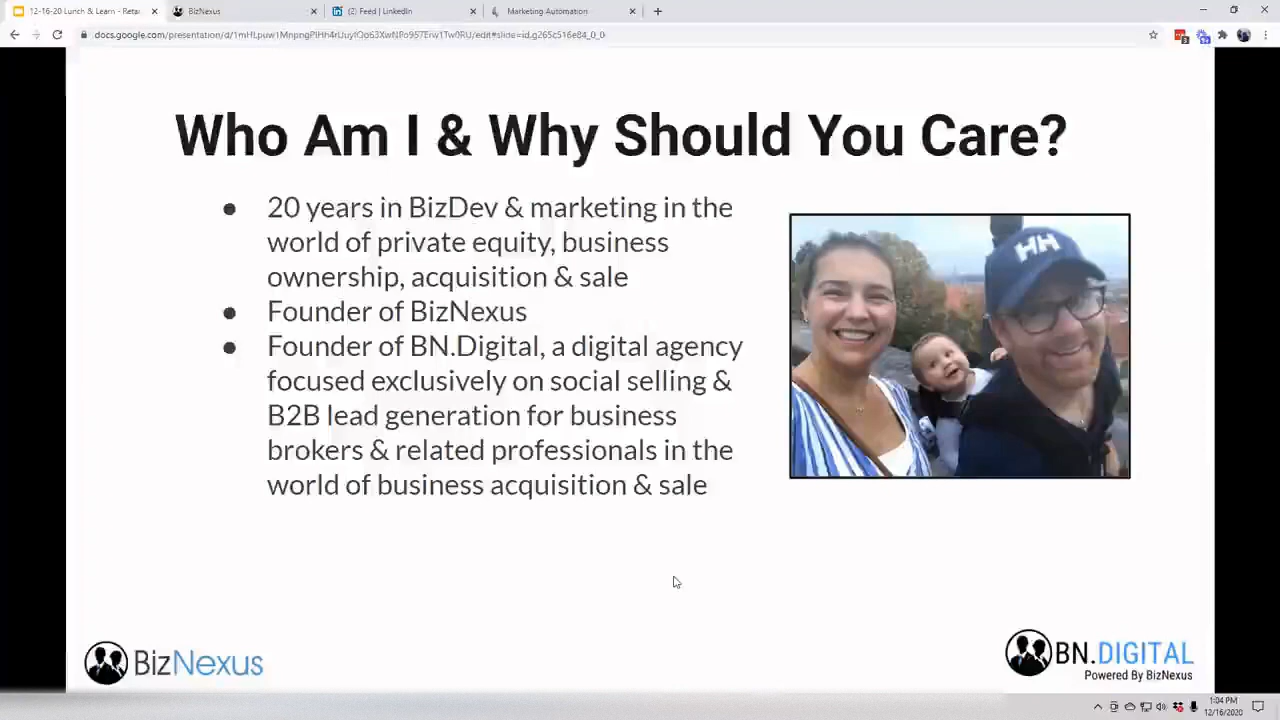 12-16-20 Lunch & Learn - Reta
BizNexus
(2) Feed | LinkedIn
Marketing Automation
Who Am I & Why Should You Care?
● 20 years in BizDev & marketing in the
world of private equity, business
ownership, acquisition & sale
● Founder of BizNexus
● Founder of BN.Digital, a digital agency
focused exclusively on social selling &
B2B lead generation for business
brokers & related professionals in the
world of business acquisition & sale
HH
BizNexus
BN.DIGITAL
Powered By BizNexus
1:04 PM
12/16/2020